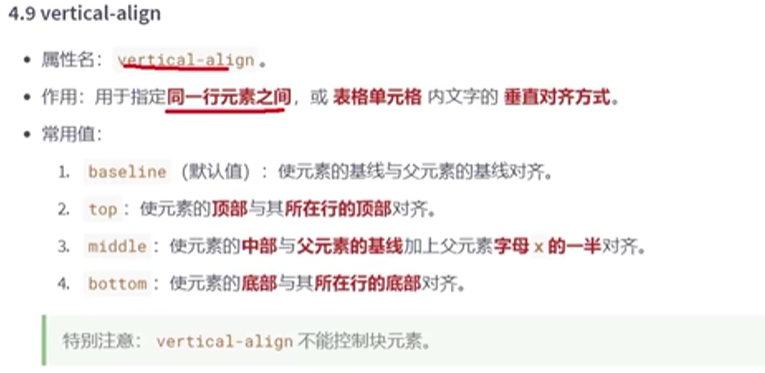 4.9 vertical-align
• 属性名：vertical-align 。
• 作用：用于指定同一行元素之间，或 表格单元格 内文字的 垂直对齐方式。
• 常用值：
1. baseline （默认值）：使元素的基线与父元素的基线对齐。
2. top ：使元素的顶部与其所在行的顶部对齐。
3. middle ：使元素的中部与父元素的基线加上父元素字母 x 的一半对齐。
4. bottom ：使元素的底部与其所在行的底部对齐。
特别注意： vertical-align 不能控制块元素。